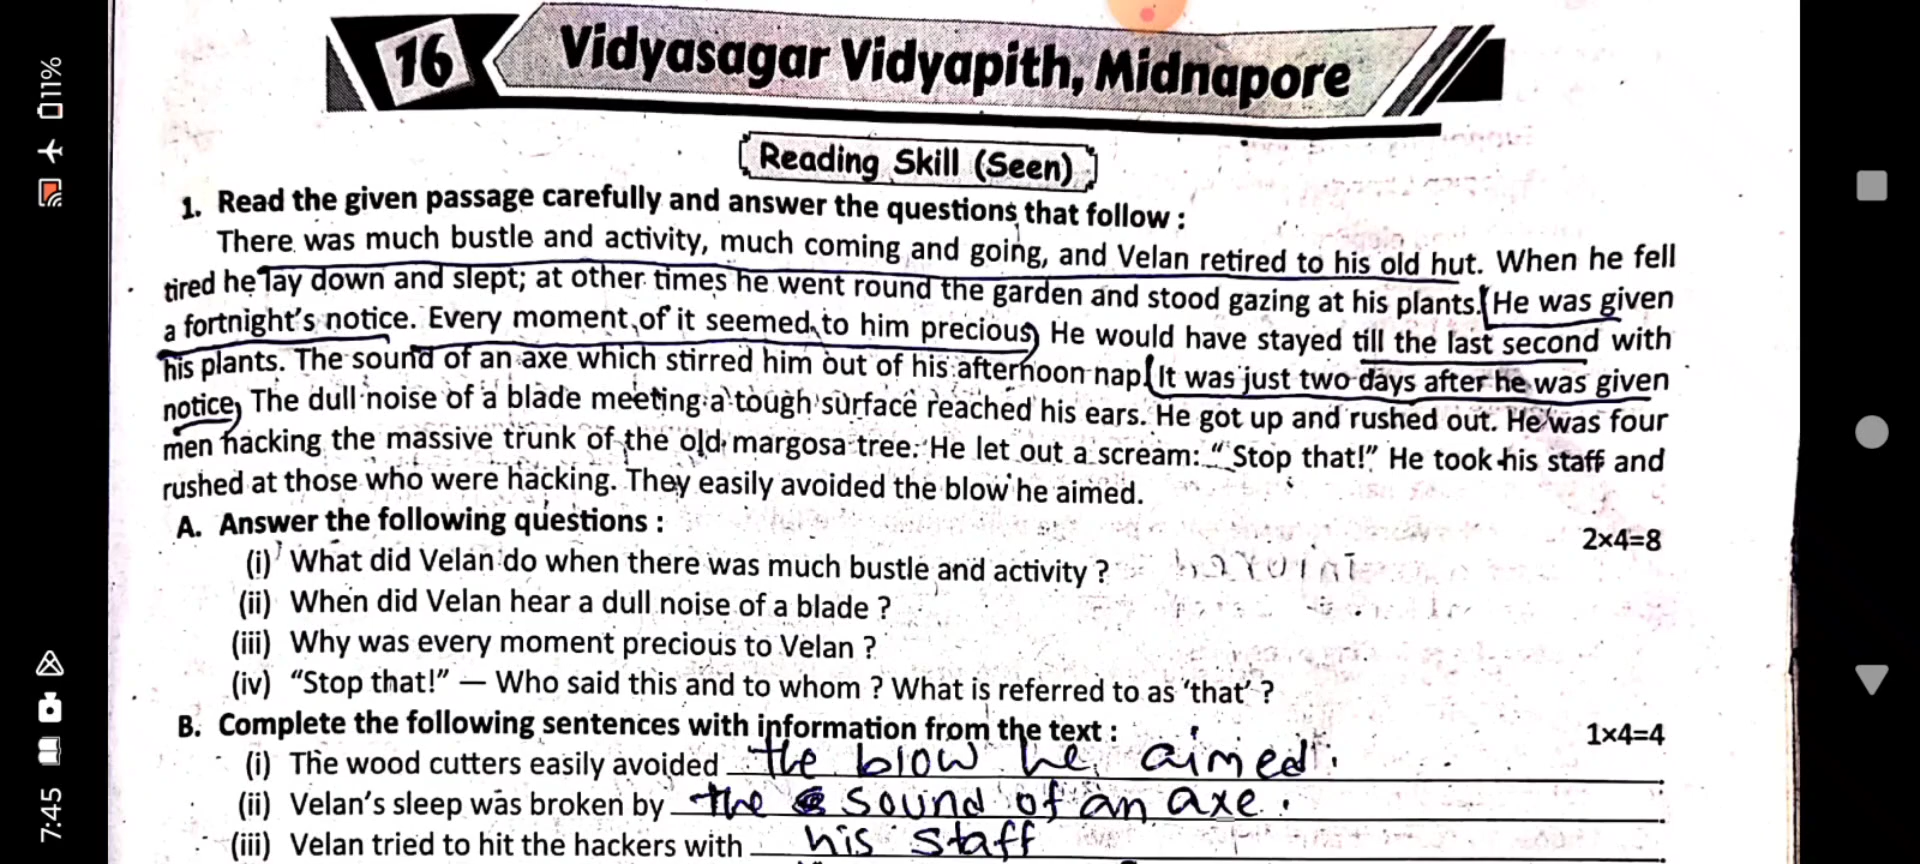 11%
7:45
16 Vidyasagar Vidyapith, Midnapore
Reading Skill (Seen)
1. Read the given passage carefully and answer the questions that follow :
There was much bustle and activity, much coming and going, and Velan retired to his old hut. When he fell
tired he lay down and slept; at other times he went round the garden and stood gazing at his plants. He was given
a fortnight's notice. Every moment of it seemed to him precious. He would have stayed till the last second with
his plants. The sound of an axe which stirred him out of his afternoon nap. It was just two days after he was given
notice. The dull noise of a blade meeting a tough surface reached his ears. He got up and rushed out. He was four
men hacking the massive trunk of the old margosa tree. He let out a scream: "Stop that!" He took his staff and
rushed at those who were hacking. They easily avoided the blow he aimed.
A. Answer the following questions : 2×4=8
(i) What did Velan do when there was much bustle and activity ?
(ii) When did Velan hear a dull noise of a blade ?
(iii) Why was every moment precious to Velan ?
(iv) "Stop that!" — Who said this and to whom ? What is referred to as 'that' ?
B. Complete the following sentences with information from the text : 1×4=4
(i) The wood cutters easily avoided the blow he aimed.
(ii) Velan's sleep was broken by the sound of an axe.
(iii) Velan tried to hit the hackers with his staff